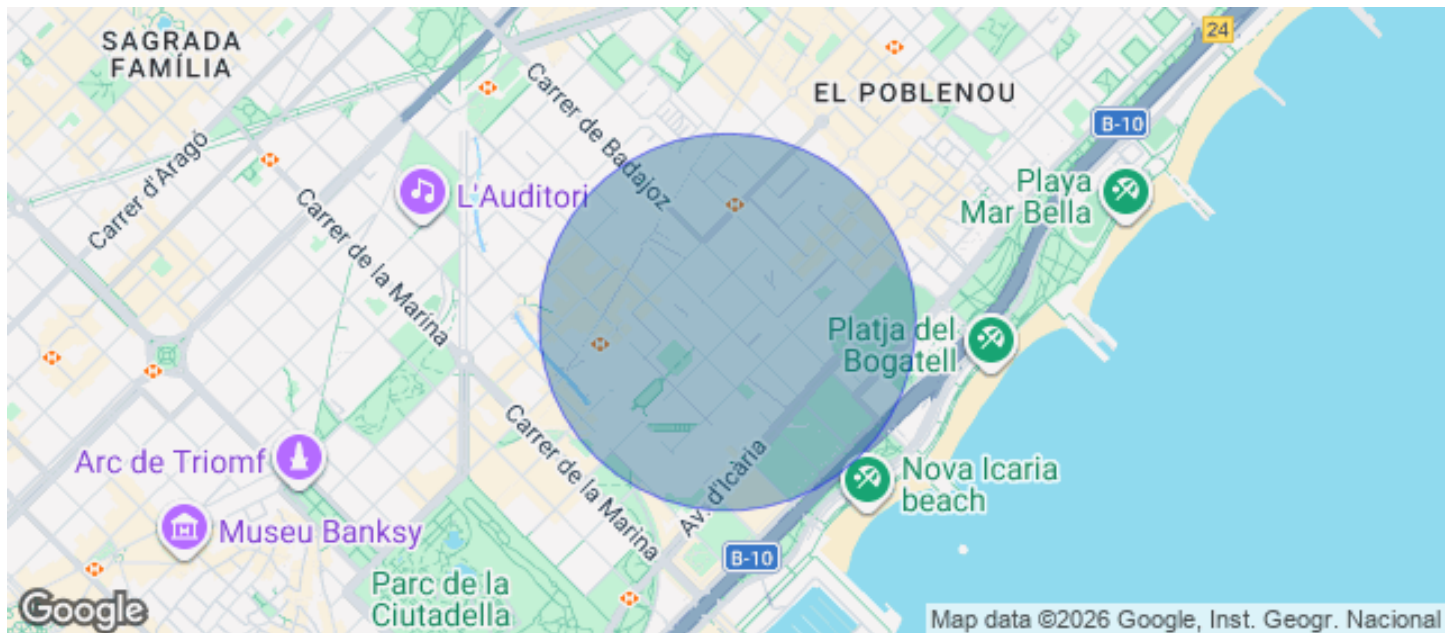 SAGRADA
FAMÍLIA
24
EL POBLENOU
B-10
Carrer de Badajoz
Carrer d'Aragó
L'Auditori
Playa
Mar Bella
Carrer de la Marina
Platja del
Bogatell
Carrer de la Marina
Av. d'Icària
Arc de Triomf
Nova Icaria
beach
Museu Banksy
B-10
Parc de la
Ciutadella
Google
Map data ©2026 Google, Inst. Geogr. Nacional